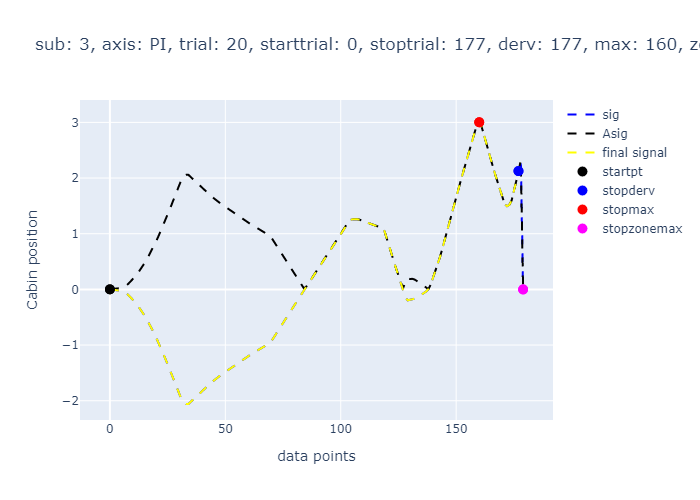 sub: 3, axis: PI, trial: 20, starttrial: 0, stoptrial: 177, derv: 177, max: 160,
3
2
1
0
−1
−2
Cabin position
0
50
100
150
data points
sig
Asig
final signal
startpt
stopderv
stopmax
stopzonemax